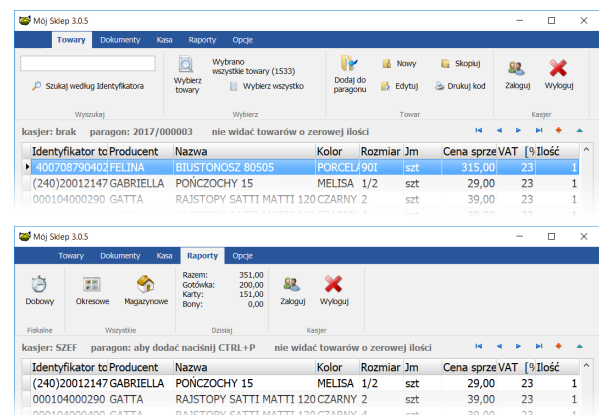 Mój Sklep 3.0.5
Towary Dokumenty Kasa Raporty Opcje
Szukaj według Identyfikatora
Wyszukaj
Wybierz towary
Wybrano
wszystkie towary (1533)
Wybierz wszystko
Wybierz
Dodaj do paragonu
Nowy
Edytuj
Skopiuj
Drukuj kod
Towar
Zaloguj Wyloguj
Kasjer
kasjer: brak paragon: 2017/000003 nie widać towarów o zerowej ilości
Identyfikator to Producent Nazwa Kolor Rozmiar Jm Cena sprze VAT [% Ilość
400708790402 FELINA BIUSTONOSZ 80505 PORCELA 90I szt 315,00 23 1
(240)20012147 GABRIELLA POŃCZOCHY 15 MELISA 1/2 szt 29,00 23 1
000104000290 GATTA RAJSTOPY SATTI MATTI 120 CZARNY 2 szt 39,00 23 1
Mój Sklep 3.0.5
Towary Dokumenty Kasa Raporty Opcje
Dobowy
Fiskalne
Okresowe Magazynowe
Wszystkie
Razem: 351,00
Gotówka: 200,00
Karty: 151,00
Bony: 0,00
Dzisiaj
Zaloguj Wyloguj
Kasjer
kasjer: SZEF paragon: aby dodać naciśnij CTRL+P nie widać towarów o zerowej ilości
Identyfikator to Producent Nazwa Kolor Rozmiar Jm Cena sprze VAT [% Ilość
(240)20012147 GABRIELLA POŃCZOCHY 15 MELISA 1/2 szt 29,00 23 1
000104000290 GATTA RAJSTOPY SATTI MATTI 120 CZARNY 2 szt 39,00 23 1